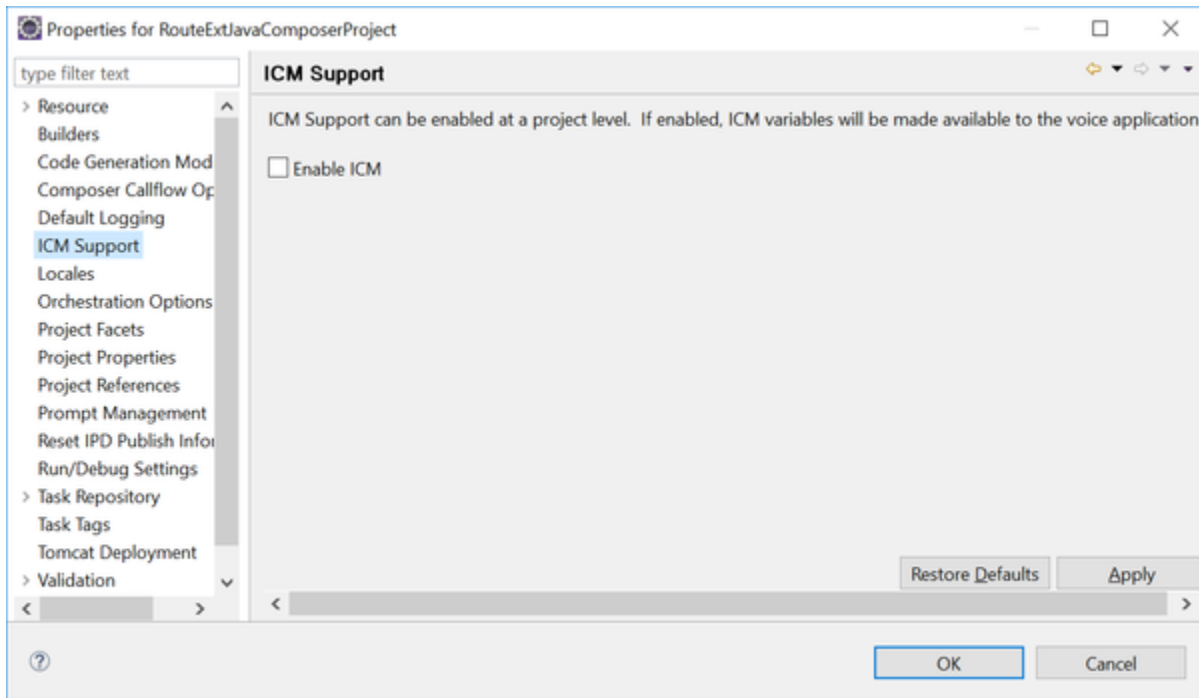 Properties for RouteExtJavaComposerProject
type filter text
Resource
Builders
Code Generation Mod
Composer Callflow Op
Default Logging
ICM Support
Locales
Orchestration Options
Project Facets
Project Properties
Project References
Prompt Management
Reset IPD Publish Infor
Run/Debug Settings
Task Repository
Task Tags
Tomcat Deployment
Validation
ICM Support
ICM Support can be enabled at a project level. If enabled, ICM variables will be made available to the voice application
Enable ICM
Restore Defaults Apply
OK Cancel